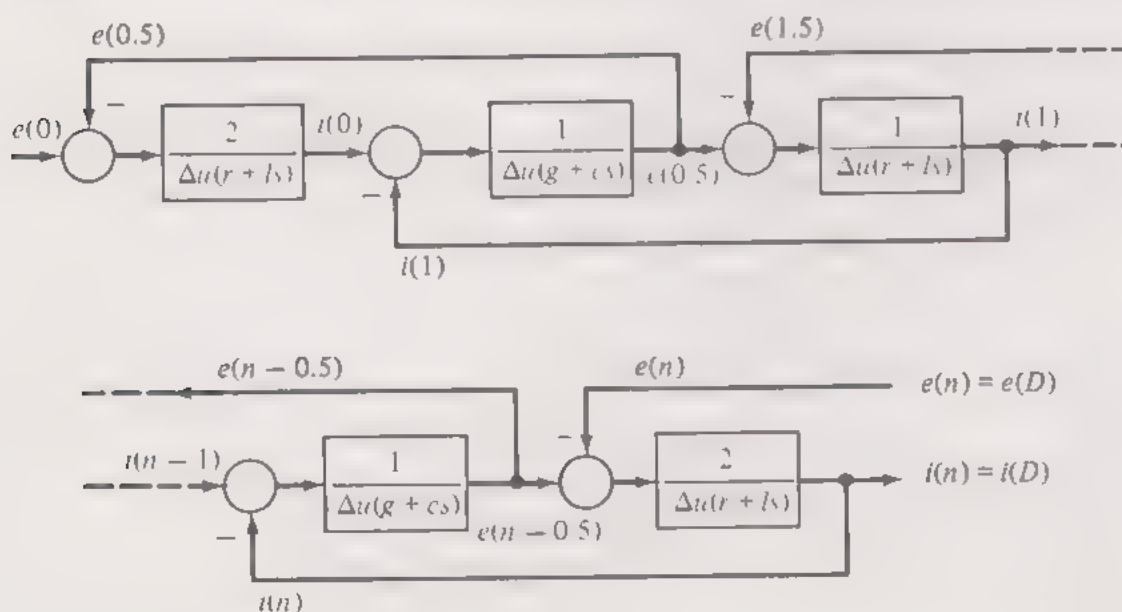 e(0.5)
e(1.5)
−
−
e(0)
2
Δu(r + ls)
i(0)
1
Δu(g + cs)
e(0.5)
1
Δu(r + ls)
i(1)
−
i(1)
e(n − 0.5)
e(n)
e(n) = e(D)
−
i(n − 1)
1
Δu(g + cs)
2
Δu(r + ls)
i(n) = i(D)
−
e(n − 0.5)
i(n)